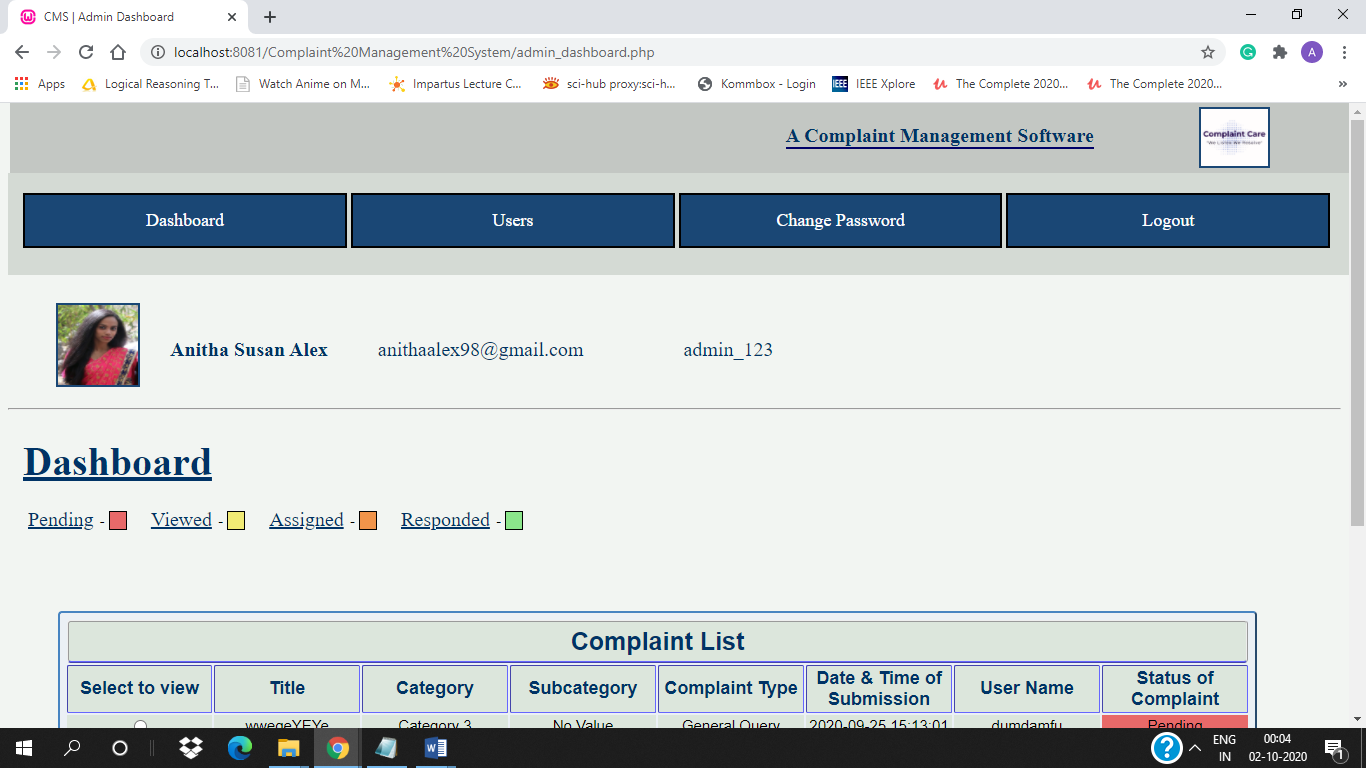 CMS | Admin Dashboard
localhost:8081/Complaint%20Management%20System/admin_dashboard.php
A
Apps Logical Reasoning T... Watch Anime on M... Impartus Lecture C... sci-hub proxy:sci-h... Kommbox - Login IEEE IEEE Xplore The Complete 2020... The Complete 2020... »
A Complaint Management Software
Complaint Care
Dashboard Users Change Password Logout
Anitha Susan Alex anithaalex98@gmail.com admin_123
Dashboard
Pending - Viewed - Assigned - Responded -
Complaint List
Select to view Title Category Subcategory Complaint Type Date & Time of Submission User Name Status of Complaint
wwegeYEYe Category 3 No Value General Query 2020-09-25 15:13:01 dumdamfu Pending
ENG 00:04
IN 02-10-2020 1